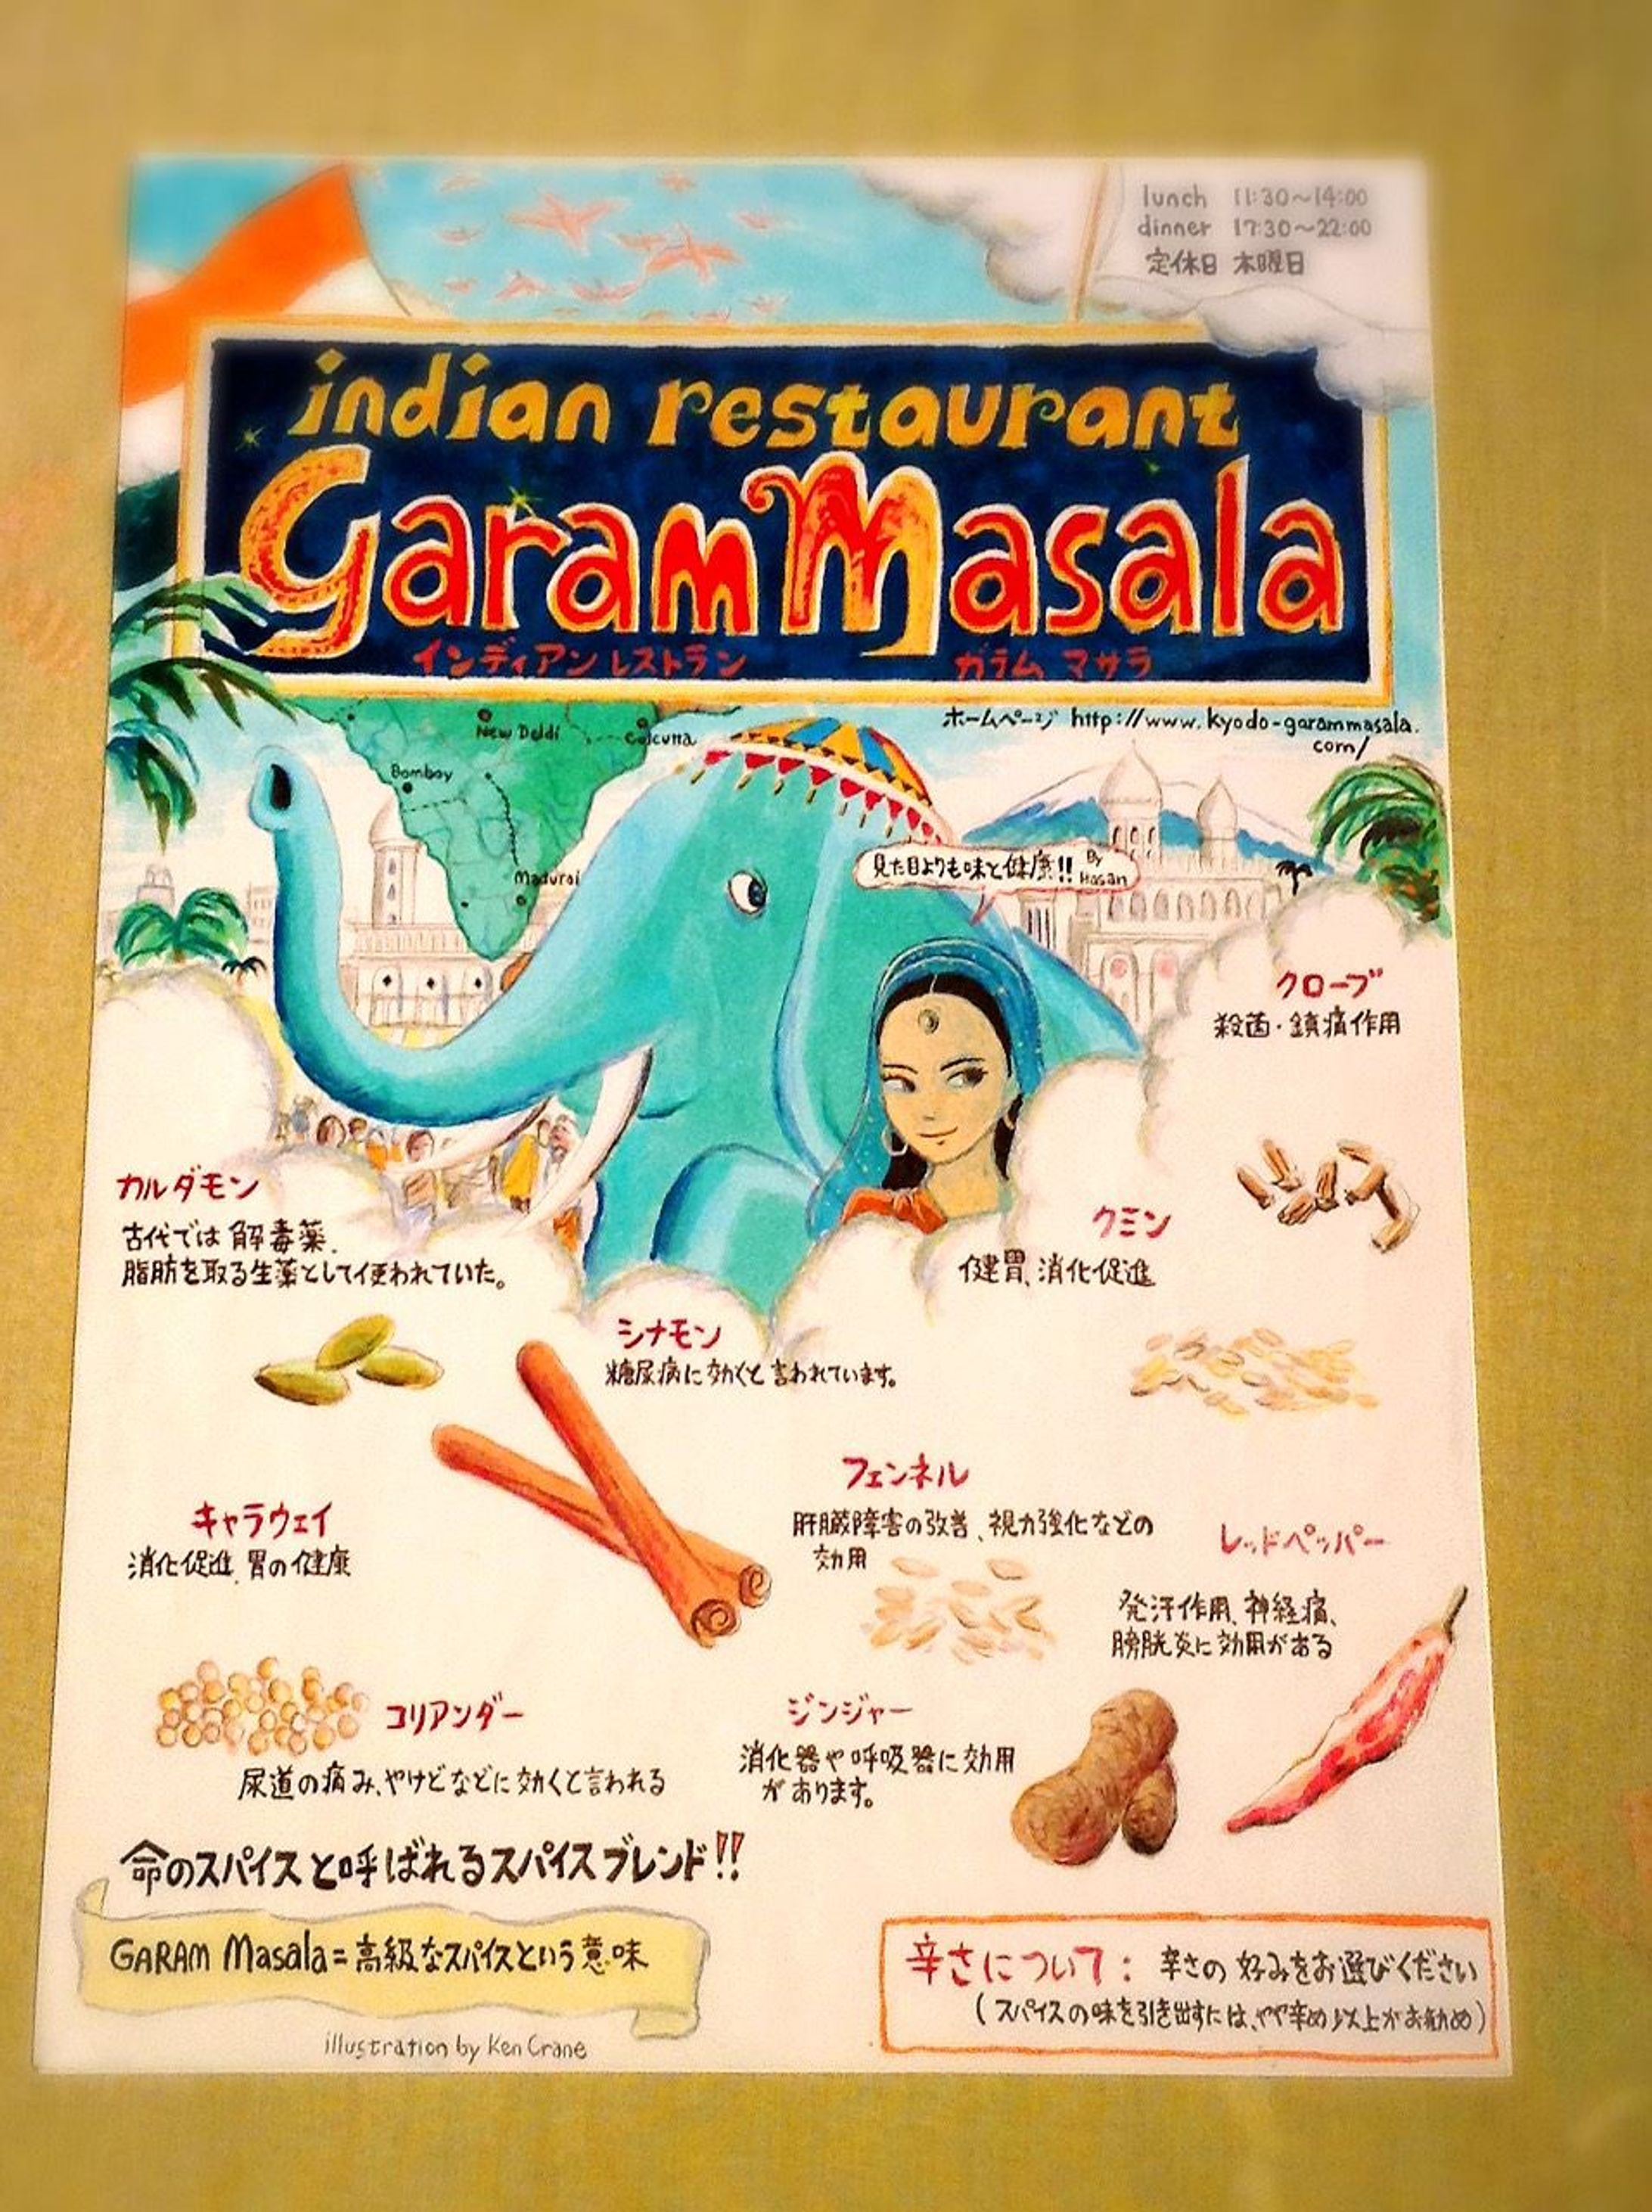 lunch 11:30～14:00
dinner 17:30～22:00
定休日 木曜日
indian restaurant
Garam Masala
インディアン レストラン ガラム マサラ
ホームページ http://www.kyodo-garammasala.
com/
New Deldi
Calcutta
Bombay
Madurai
見た目よりも味と健康!! By
Hasan
クローブ
殺菌・鎮痛作用
カルダモン
古代では解毒薬、
脂肪を取る生薬として使われていた。
クミン
健胃、消化促進
シナモン
糖尿病に効くと言われています。
フェンネル
肝臓障害の改善、視力強化などの
効用
キャラウェイ
消化促進、胃の健康
レッドペッパー
発汗作用、神経痛、
膀胱炎に効用がある
コリアンダー
尿道の痛み、やけどなどに効くと言われる
ジンジャー
消化器や呼吸器に効用
があります。
命のスパイスと呼ばれるスパイスブレンド!!
GARAM Masala=高級なスパイスという意味
illustration by Ken Crane
辛さについて: 辛さの好みをお選びください
(スパイスの味を引き出すには、やや辛め以上がお勧め)